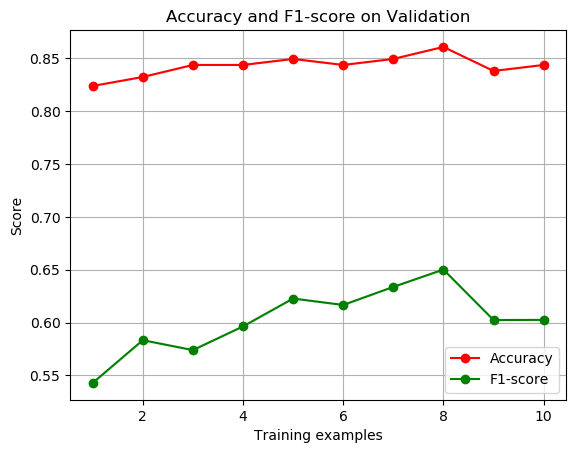 Accuracy and F1-score on Validation
0.85
0.80
0.75
0.70
0.65
0.60
0.55
Score
2 4 6 8 10
Training examples
Accuracy
F1-score